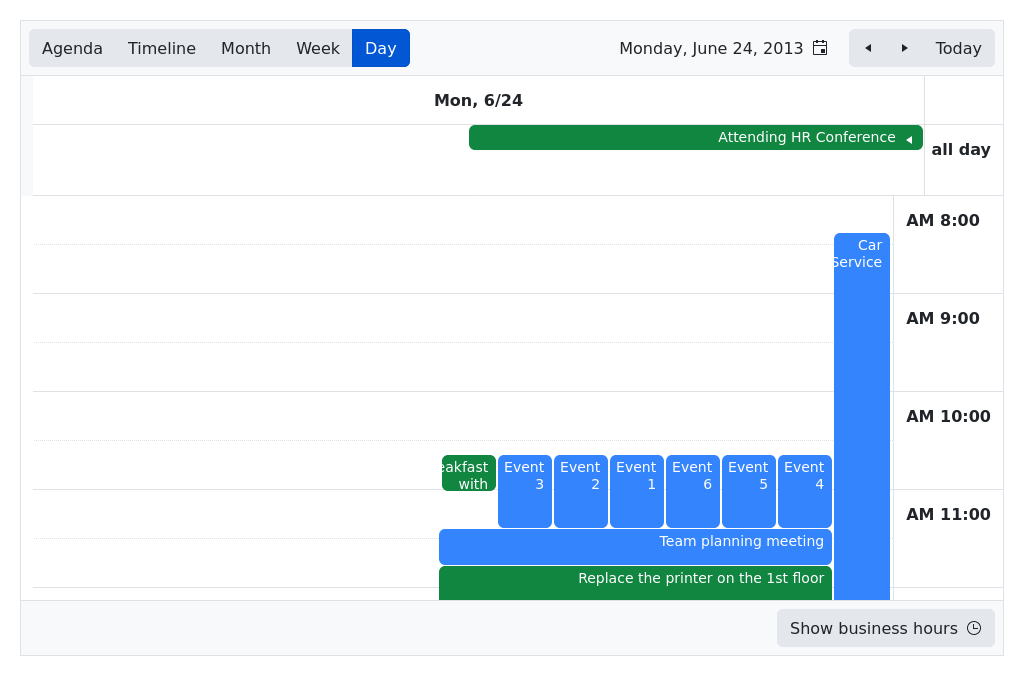 Agenda Timeline Month Week Day
Monday, June 24, 2013
Today
Mon, 6/24
Attending HR Conference
all day
AM 8:00
Car
Service
AM 9:00
AM 10:00
with
Event
3
Event
2
Event
1
Event
6
Event
5
Event
4
AM 11:00
Team planning meeting
Replace the printer on the 1st floor
Show business hours